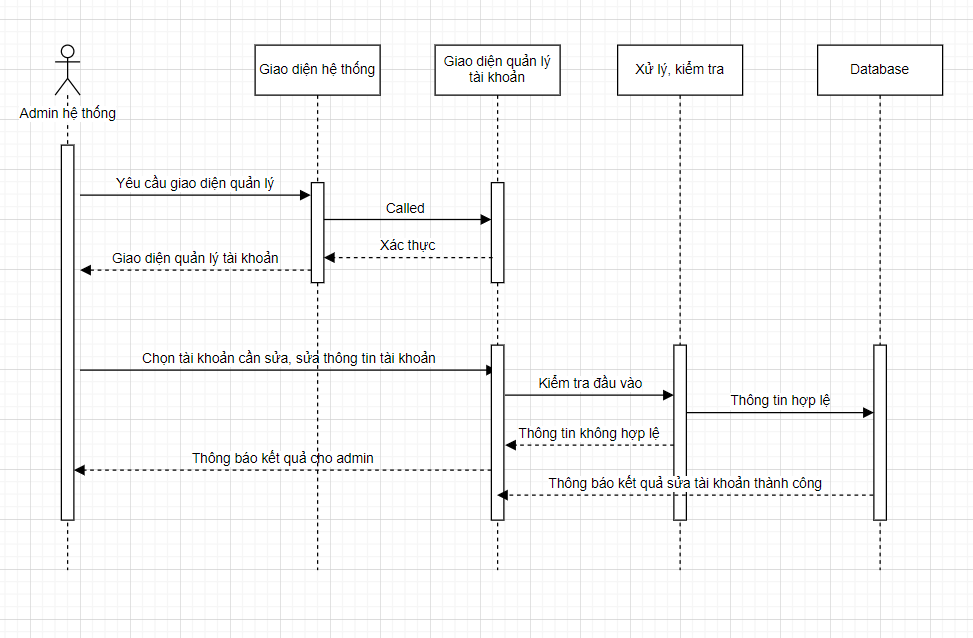 Admin hệ thống
Giao diện hệ thống
Giao diện quản lý
tài khoản
Xử lý, kiểm tra
Database
Yêu cầu giao diện quản lý
Called
Xác thực
Giao diện quản lý tài khoản
Chọn tài khoản cần sửa, sửa thông tin tài khoản
Kiểm tra đầu vào
Thông tin hợp lệ
Thông tin không hợp lệ
Thông báo kết quả cho admin
Thông báo kết quả sửa tài khoản thành công